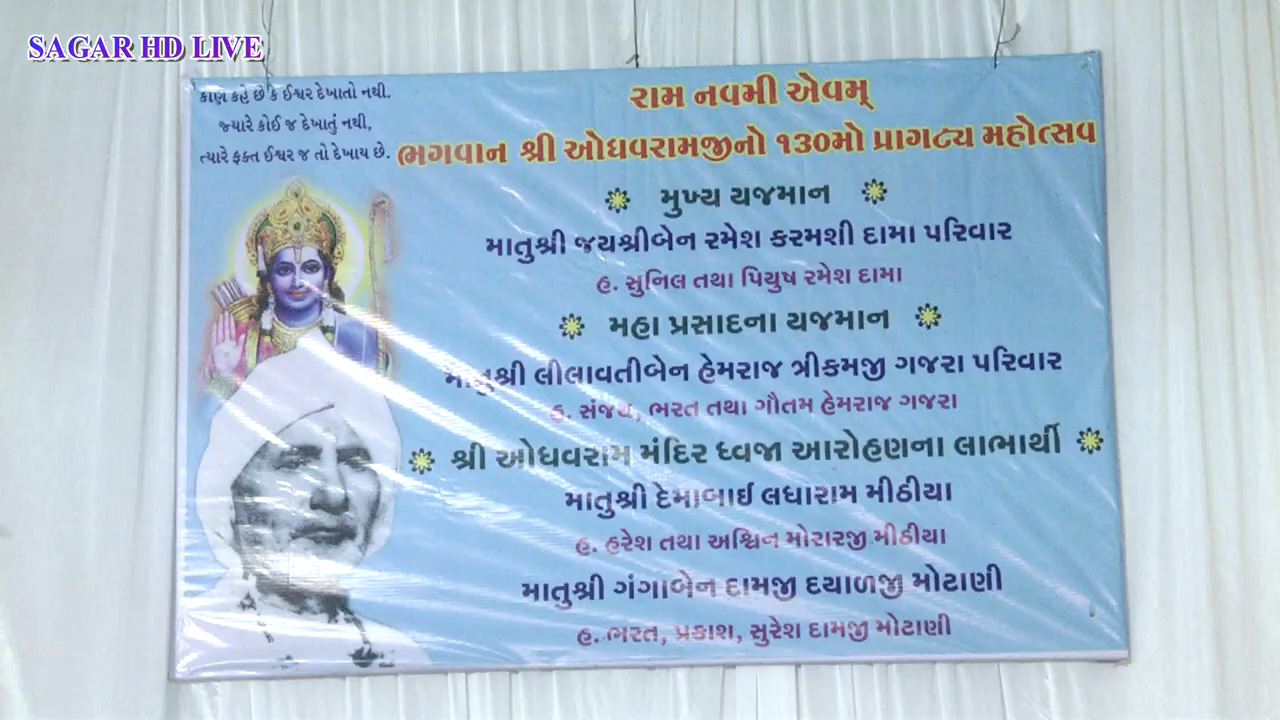 SAGAR HD LIVE
કોણ કહે છે કે ઈશ્વર દેખાતો નથી.
જ્યારે કોઈ જ દેખાતું નથી,
ત્યારે ફક્ત ઈશ્વર જ તો દેખાય છે.
રામ નવમી એવમ્
ભગવાન શ્રી ઓધવરામજીનો ૧૩૦મો પ્રાગટ્ય મહોત્સવ
મુખ્ય યજમાન
માતુશ્રી જયશ્રીબેન રમેશ કરમશી દામા પરિવાર
હ. સુનિલ તથા પિયુષ રમેશ દામા
મહા પ્રસાદના યજમાન
માતુશ્રી લીલાવતીબેન હેમરાજ ત્રીકમજી ગજરા પરિવાર
હ. સંજય, ભરત તથા ગૌતમ હેમરાજ ગજરા
શ્રી ઓધવરામ મંદિર ધ્વજા આરોહણના લાભાર્થી
માતુશ્રી દેમાબાઈ લધારામ મીઠીયા
હ. હરેશ તથા અશ્વિન મોરારજી મીઠીયા
માતુશ્રી ગંગાબેન દામજી દયાળજી મોટાણી
હ. ભરત, પ્રકાશ, સુરેશ દામજી મોટાણી